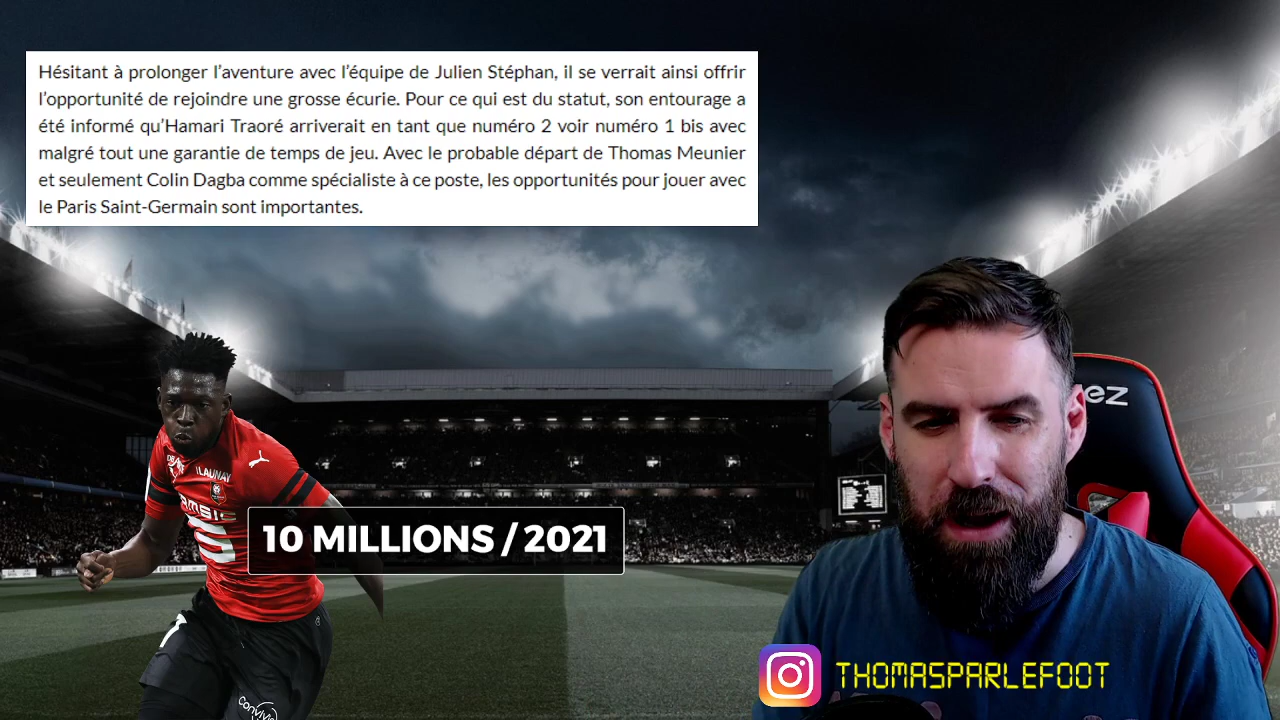 Hésitant à prolonger l'aventure avec l'équipe de Julien Stéphan, il se verrait ainsi offrir
l'opportunité de rejoindre une grosse écurie. Pour ce qui est du statut, son entourage a
été informé qu'Hamari Traoré arriverait en tant que numéro 2 voir numéro 1 bis avec
malgré tout une garantie de temps de jeu. Avec le probable départ de Thomas Meunier
et seulement Colin Dagba comme spécialiste à ce poste, les opportunités pour jouer avec
le Paris Saint-Germain sont importantes.
ez
LAUNAY
10 MILLIONS / 2021
THOMASPARLEFOOT